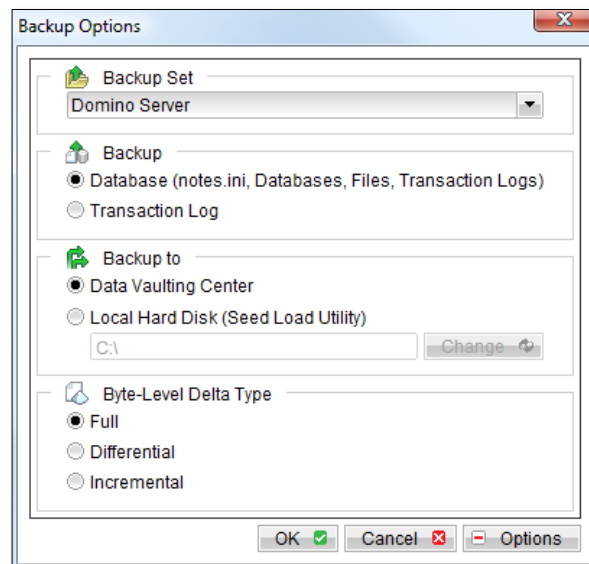 Backup Options
Backup Set
Domino Server
Backup
Database (notes.ini, Databases, Files, Transaction Logs)
Transaction Log
Backup to
Data Vaulting Center
Local Hard Disk (Seed Load Utility)
C:\
Change
Byte-Level Delta Type
Full
Differential
Incremental
OK Cancel Options